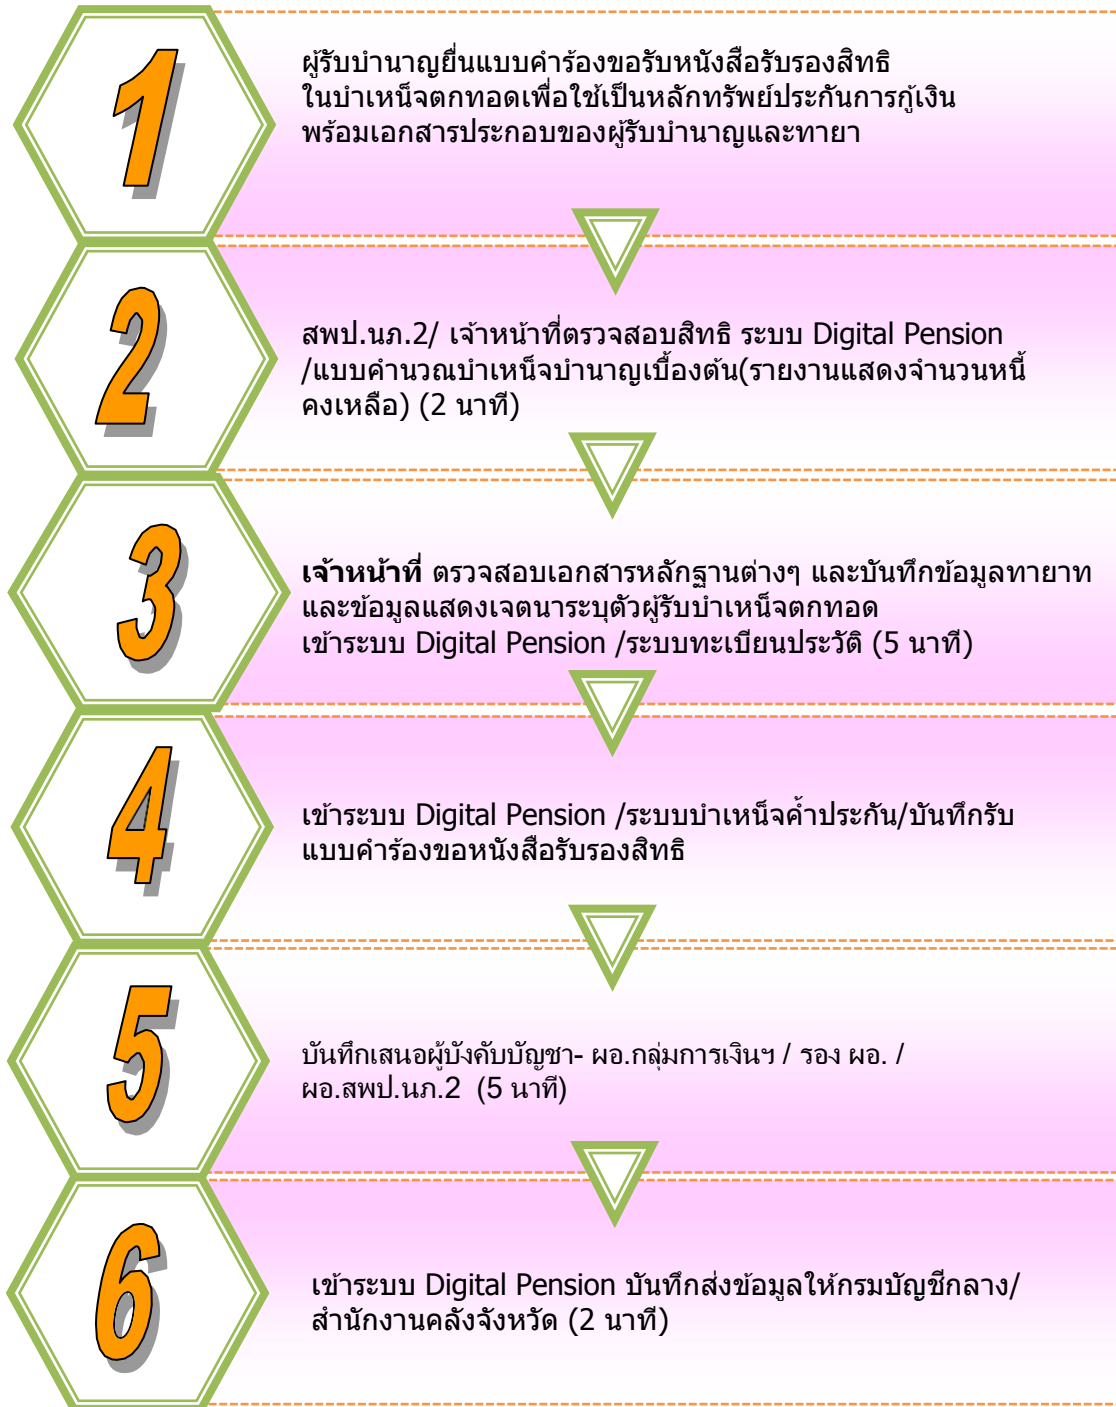 1
ผู้รับบำนาญยื่นแบบคำร้องขอรับหนังสือรับรองสิทธิ
ในบำเหน็จตกทอดเพื่อใช้เป็นหลักทรัพย์ประกันการกู้เงิน
พร้อมเอกสารประกอบของผู้รับบำนาญและทายา
2
สพป.นภ.2/ เจ้าหน้าที่ตรวจสอบสิทธิ ระบบ Digital Pension
/แบบคำนวณบำเหน็จบำนาญเบื้องต้น(รายงานแสดงจำนวนหนี้
คงเหลือ) (2 นาที)
3
เจ้าหน้าที่ ตรวจสอบเอกสารหลักฐานต่างๆ และบันทึกข้อมูลทายาท
และข้อมูลแสดงเจตนาระบุตัวผู้รับบำเหน็จตกทอด
เข้าระบบ Digital Pension /ระบบทะเบียนประวัติ (5 นาที)
4
เข้าระบบ Digital Pension /ระบบบำเหน็จค้ำประกัน/บันทึกรับ
แบบคำร้องขอหนังสือรับรองสิทธิ
5
บันทึกเสนอผู้บังคับบัญชา- ผอ.กลุ่มการเงินฯ / รอง ผอ. /
ผอ.สพป.นภ.2 (5 นาที)
6
เข้าระบบ Digital Pension บันทึกส่งข้อมูลให้กรมบัญชีกลาง/
สำนักงานคลังจังหวัด (2 นาที)